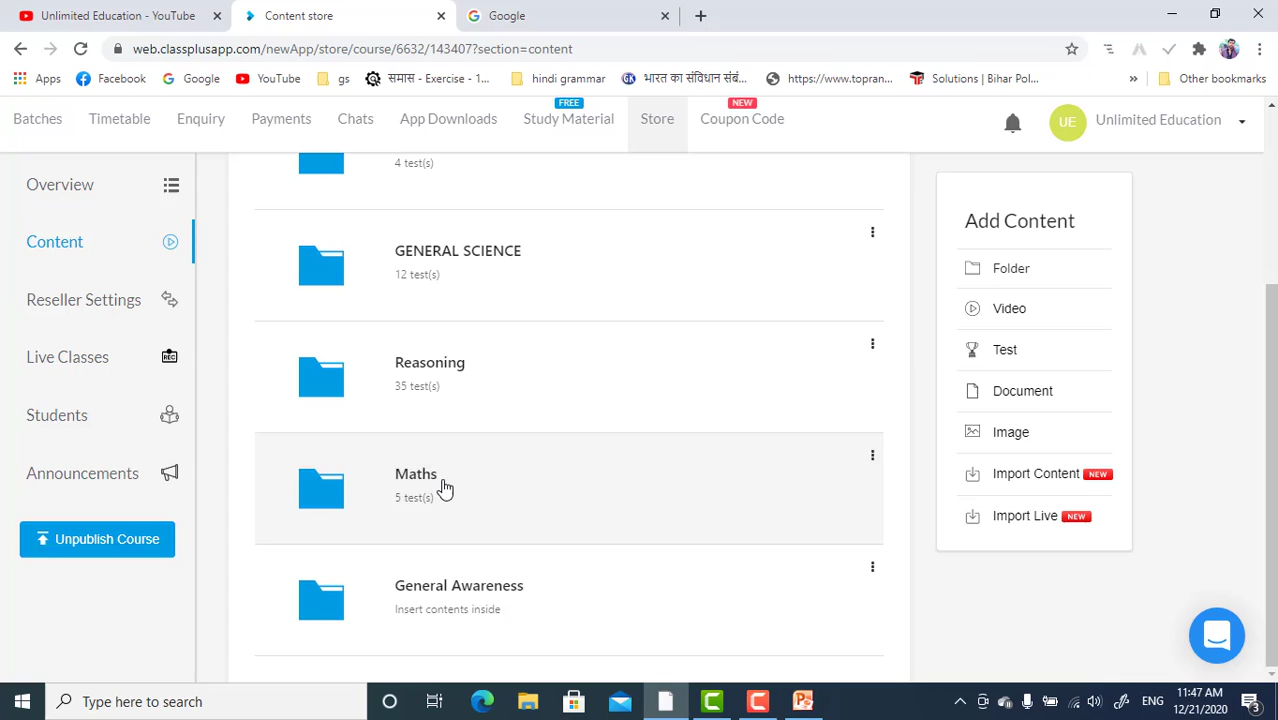 Unlimited Education - YouTube
Content store
Google
web.classplusapp.com/newApp/store/course/6632/143407?section=content
Apps
Facebook
Google
YouTube
gs
समास - Exercise - 1...
hindi grammar
GK
भारत का संविधान संबं...
https://www.topran...
Solutions | Bihar Pol...
»
Other bookmarks
FREE
NEW
Batches
Timetable
Enquiry
Payments
Chats
App Downloads
Study Material
Store
Coupon Code
UE
Unlimited Education
Overview
Content
Reseller Settings
Live Classes
REC
Students
Announcements
Unpublish Course
4 test(s)
GENERAL SCIENCE
12 test(s)
Reasoning
35 test(s)
Maths
5 test(s)
General Awareness
Insert contents inside
Add Content
Folder
Video
Test
Document
Image
Import Content NEW
Import Live NEW
Type here to search
ENG
11:47 AM
12/21/2020
3